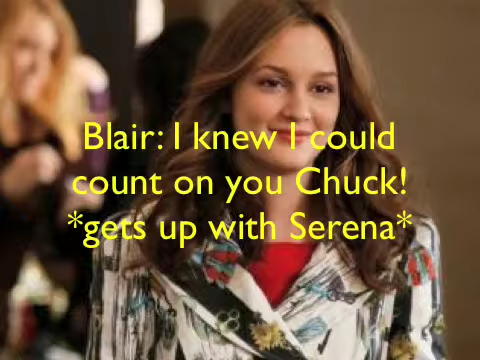 Blair: I knew I could
count on you Chuck!
*gets up with Serena*